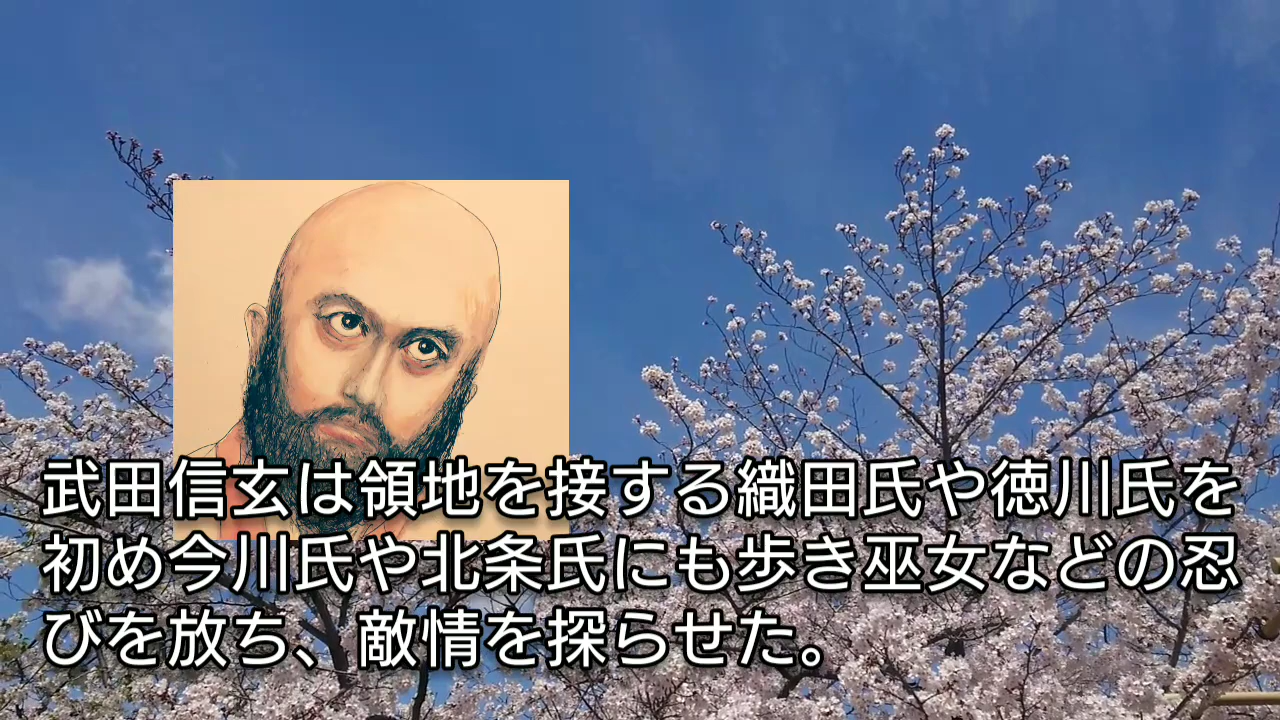 武田信玄は領地を接する織田氏や徳川氏を
初め今川氏や北条氏にも歩き巫女などの忍
びを放ち、敵情を探らせた。